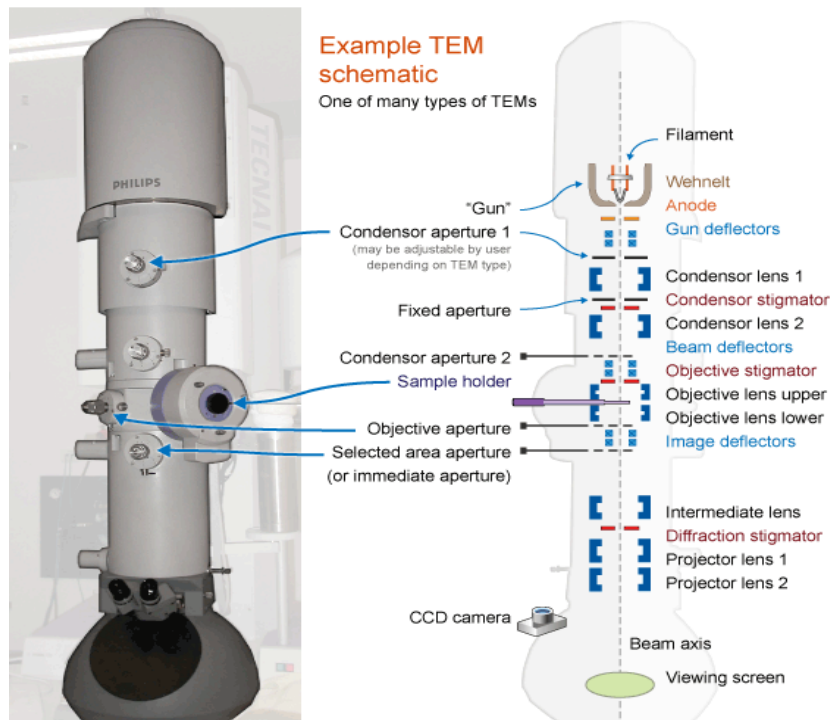 Example TEM
schematic
One of many types of TEMs
PHILIPS
TECNAI
Filament
Wehnelt
"Gun"
Anode
Condensor aperture 1
(may be adjustable by user
depending on TEM type)
Gun deflectors
Condensor lens 1
Fixed aperture
Condensor stigmator
Condensor lens 2
Condensor aperture 2
Beam deflectors
Sample holder
Objective stigmator
Objective lens upper
Objective aperture
Objective lens lower
Selected area aperture
(or immediate aperture)
Image deflectors
Intermediate lens
Diffraction stigmator
Projector lens 1
Projector lens 2
CCD camera
Beam axis
Viewing screen